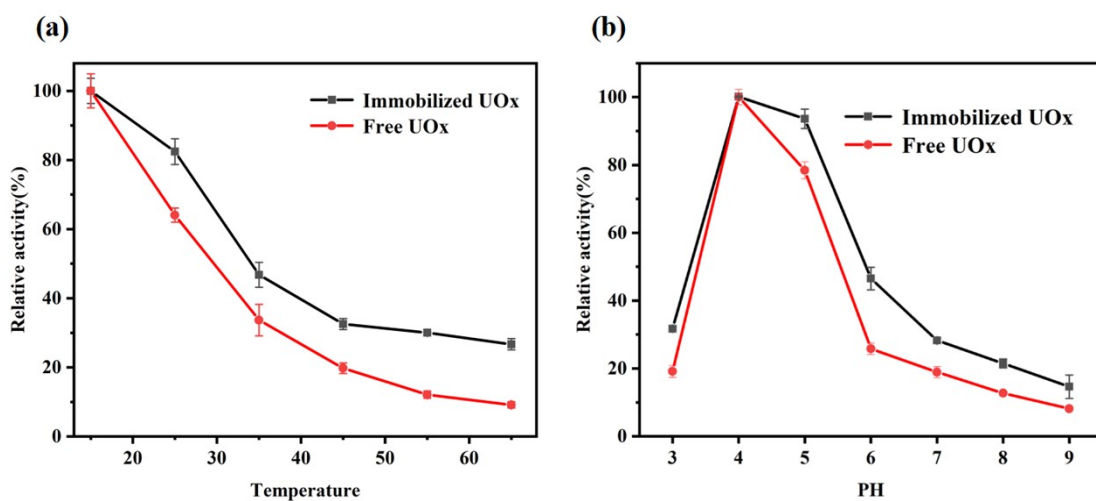 (a)
Relative activity(%)
100
80
60
40
20
0
Immobilized UOx
Free UOx
20 30 40 50 60
Temperature
(b)
Relative activity(%)
100
80
60
40
20
0
Immobilized UOx
Free UOx
3 4 5 6 7 8 9
PH